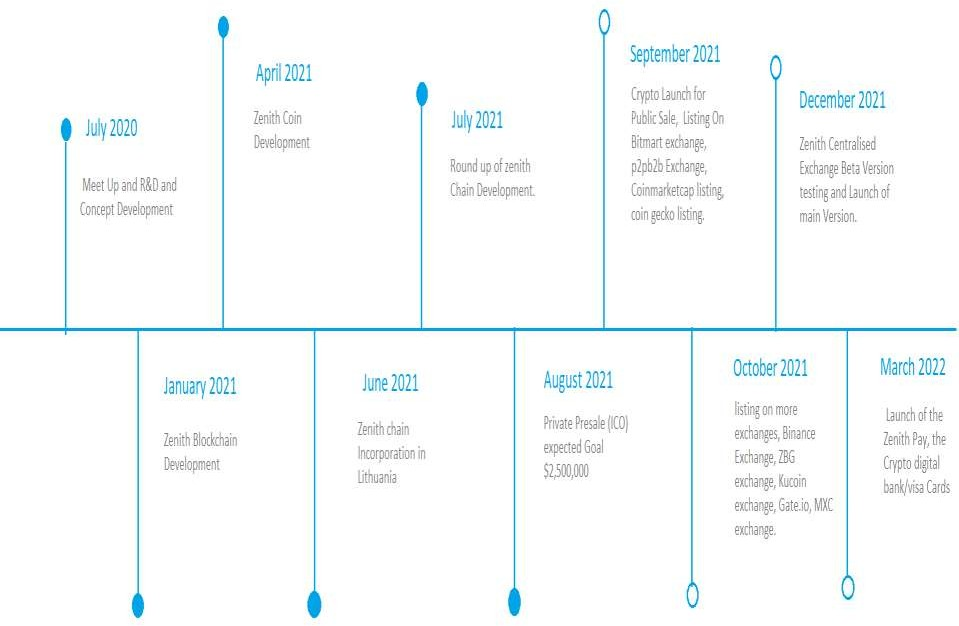 July 2020
Meet Up and R&D and
Concept Development
January 2021
Zenith Blockchain
Development
April 2021
Zenith Coin
Development
June 2021
Zenith chain
Incorporation in
Lithuania
July 2021
Round up of zenith
Chain Development.
August 2021
Private Presale (ICO)
expected Goal
$2,500,000
September 2021
Crypto Launch for
Public Sale, Listing On
Bitmart exchange,
p2pb2b Exchange,
Coinmarketcap listing,
coin gecko listing.
October 2021
listing on more
exchanges, Binance
Exchange, ZBG
exchange, Kucoin
exchange, Gate.io, MXC
exchange.
December 2021
Zenith Centralised
Exchange Beta Version
testing and Launch of
main Version.
March 2022
Launch of the
Zenith Pay, the
Crypto digital
bank/visa Cards